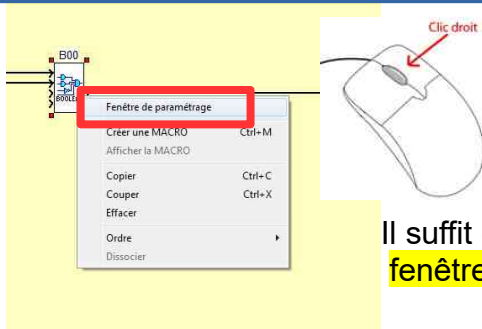 Clic droit
B00
BOOLE
Fenêtre de paramétrage
Créer une MACRO Ctrl+M
Afficher la MACRO
Copier Ctrl+C
Couper Ctrl+X
Effacer
Ordre
Dissocier
Il suffit
fenêtre